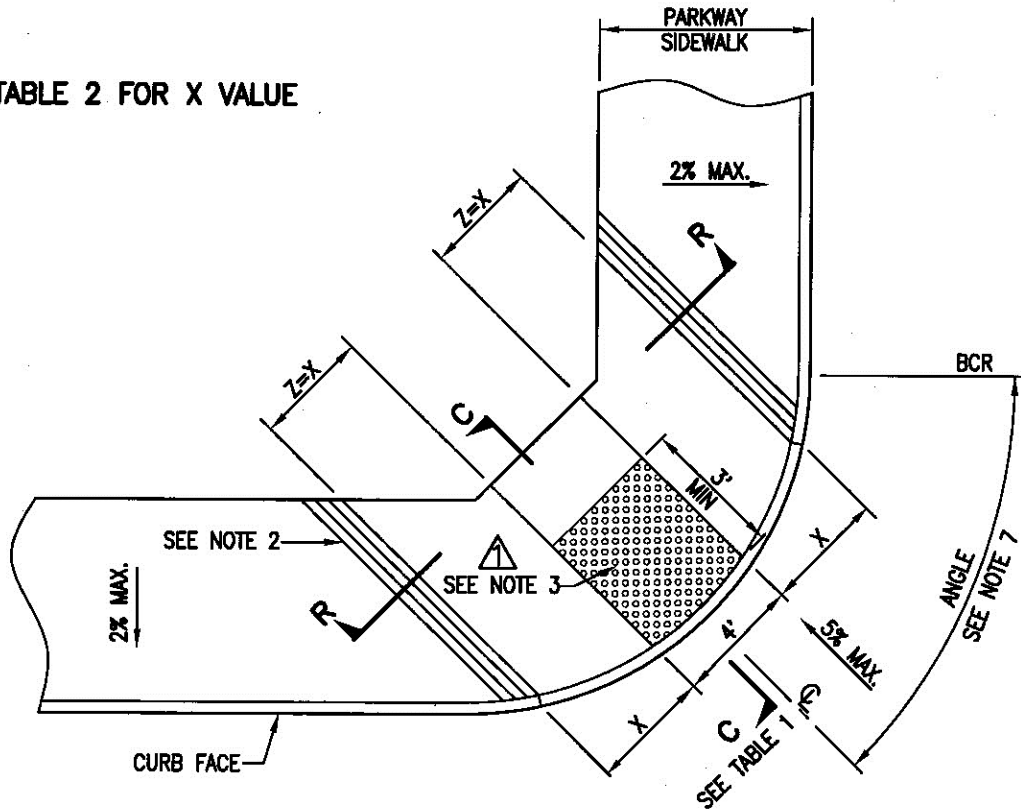 PARKWAY
SIDEWALK
TABLE 2 FOR X VALUE
2% MAX.
Z=X
R
BCR
Z=X
C
3'
MIN
SEE NOTE 2
1
SEE NOTE 3
X
ANGLE
SEE NOTE 7
2% MAX.
R
4'
5% MAX.
X
C
℄
SEE TABLE 1
CURB FACE